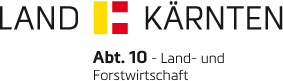 LAND KÄRNTEN
Abt. 10 - Land- und
Forstwirtschaft